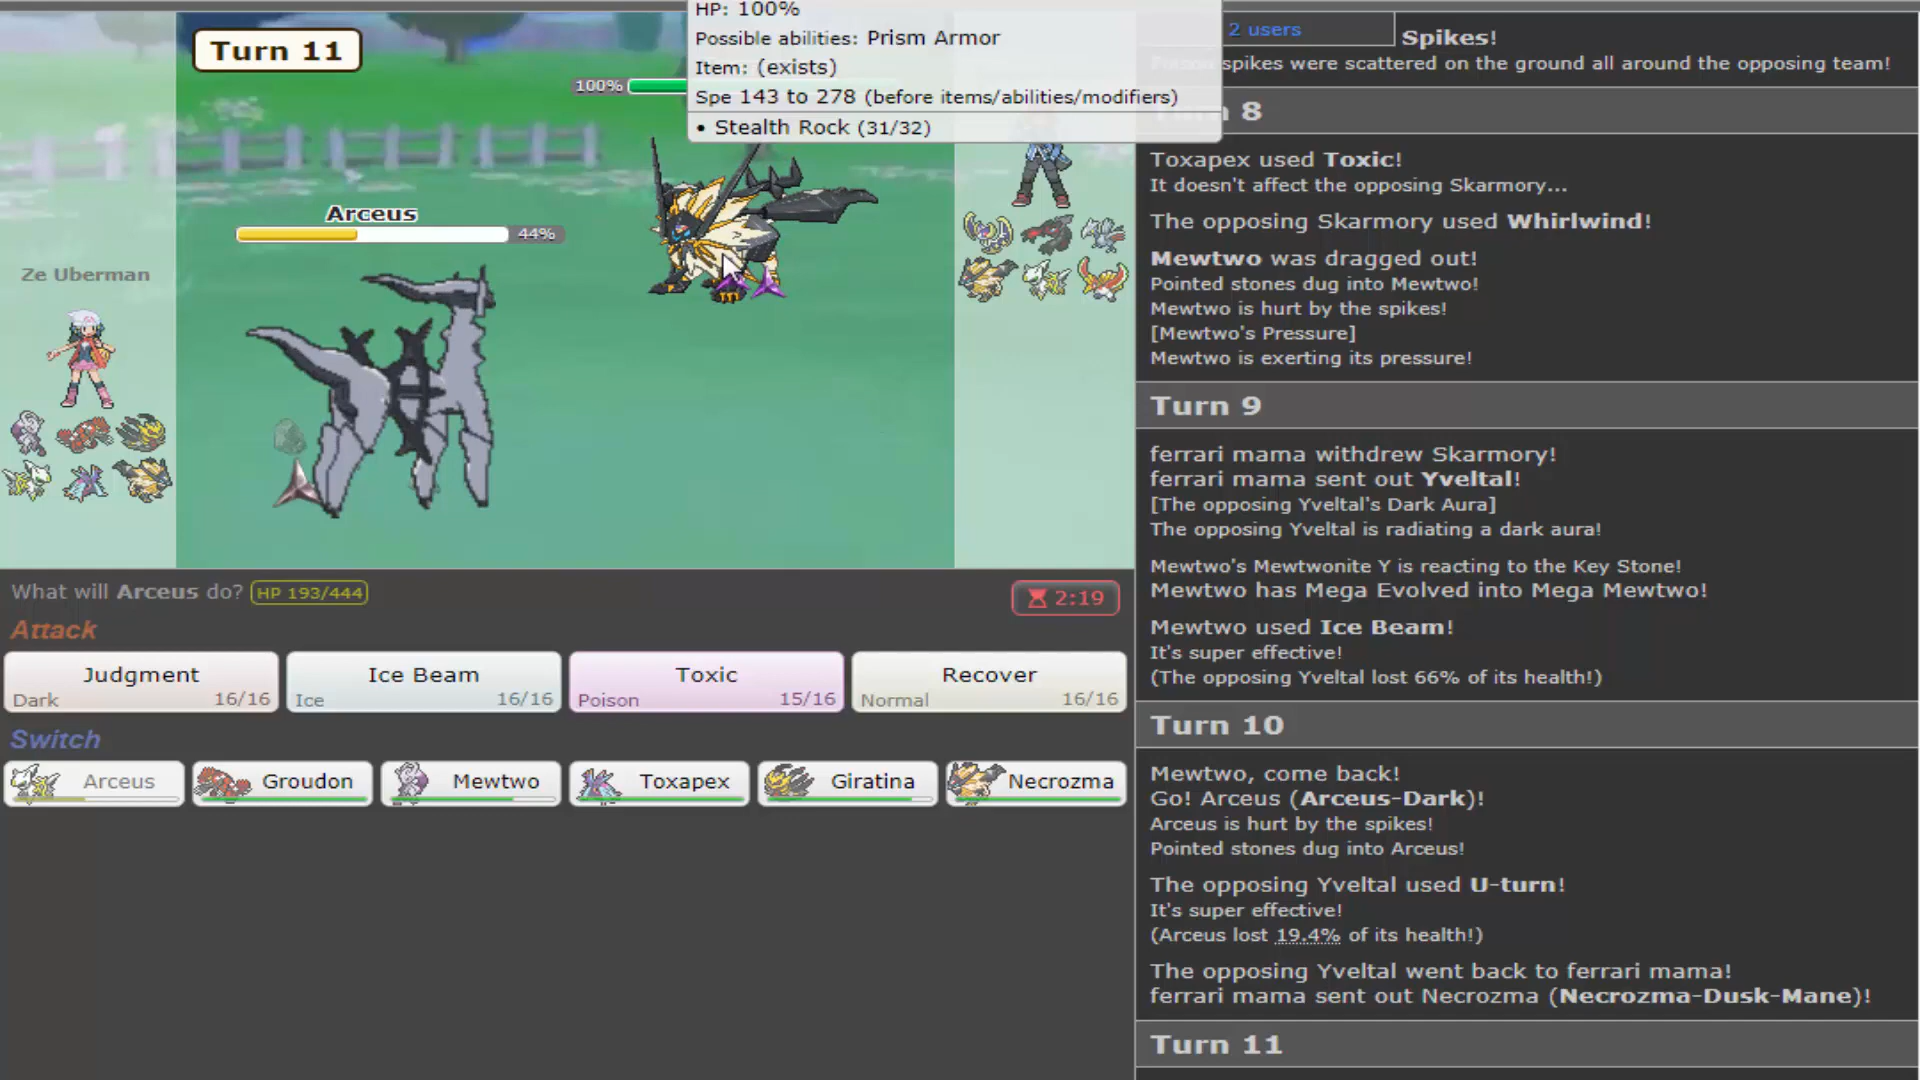 HP: 100%
Possible abilities: Prism Armor
Item: (exists)
Spe 143 to 278 (before items/abilities/modifiers)
• Stealth Rock (31/32)
Turn 11
100%
Arceus
44%
Ze Uberman
What will Arceus do? HP 193/444
2:19
Attack
Judgment
Dark 16/16
Ice Beam
Ice 16/16
Toxic
Poison 15/16
Recover
Normal 16/16
Switch
Arceus
Groudon
Mewtwo
Toxapex
Giratina
Necrozma
2 users
Spikes!
spikes were scattered on the ground all around the opposing team!
8
Toxapex used Toxic!
It doesn't affect the opposing Skarmory...
The opposing Skarmory used Whirlwind!
Mewtwo was dragged out!
Pointed stones dug into Mewtwo!
Mewtwo is hurt by the spikes!
[Mewtwo's Pressure]
Mewtwo is exerting its pressure!
Turn 9
ferrari mama withdrew Skarmory!
ferrari mama sent out Yveltal!
[The opposing Yveltal's Dark Aura]
The opposing Yveltal is radiating a dark aura!
Mewtwo's Mewtwonite Y is reacting to the Key Stone!
Mewtwo has Mega Evolved into Mega Mewtwo!
Mewtwo used Ice Beam!
It's super effective!
(The opposing Yveltal lost 66% of its health!)
Turn 10
Mewtwo, come back!
Go! Arceus (Arceus-Dark)!
Arceus is hurt by the spikes!
Pointed stones dug into Arceus!
The opposing Yveltal used U-turn!
It's super effective!
(Arceus lost 19.4% of its health!)
The opposing Yveltal went back to ferrari mama!
ferrari mama sent out Necrozma (Necrozma-Dusk-Mane)!
Turn 11